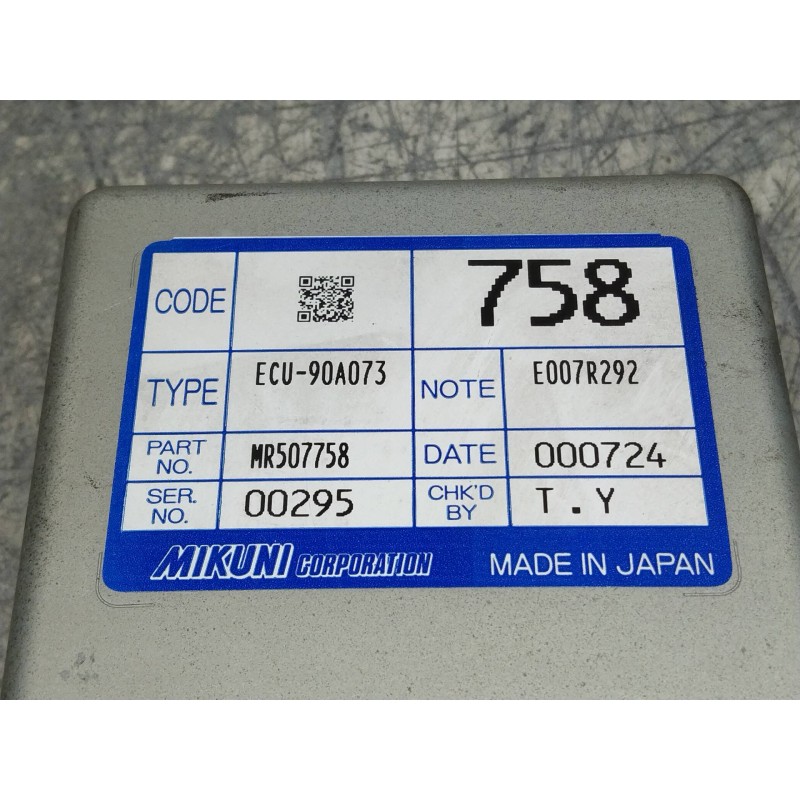 CODE 758
TYPE ECU-90A073 NOTE E007R292
PART NO. MR507758 DATE 000724
SER. NO. 00295 CHK'D BY T.Y
MIKUNI CORPORATION MADE IN JAPAN